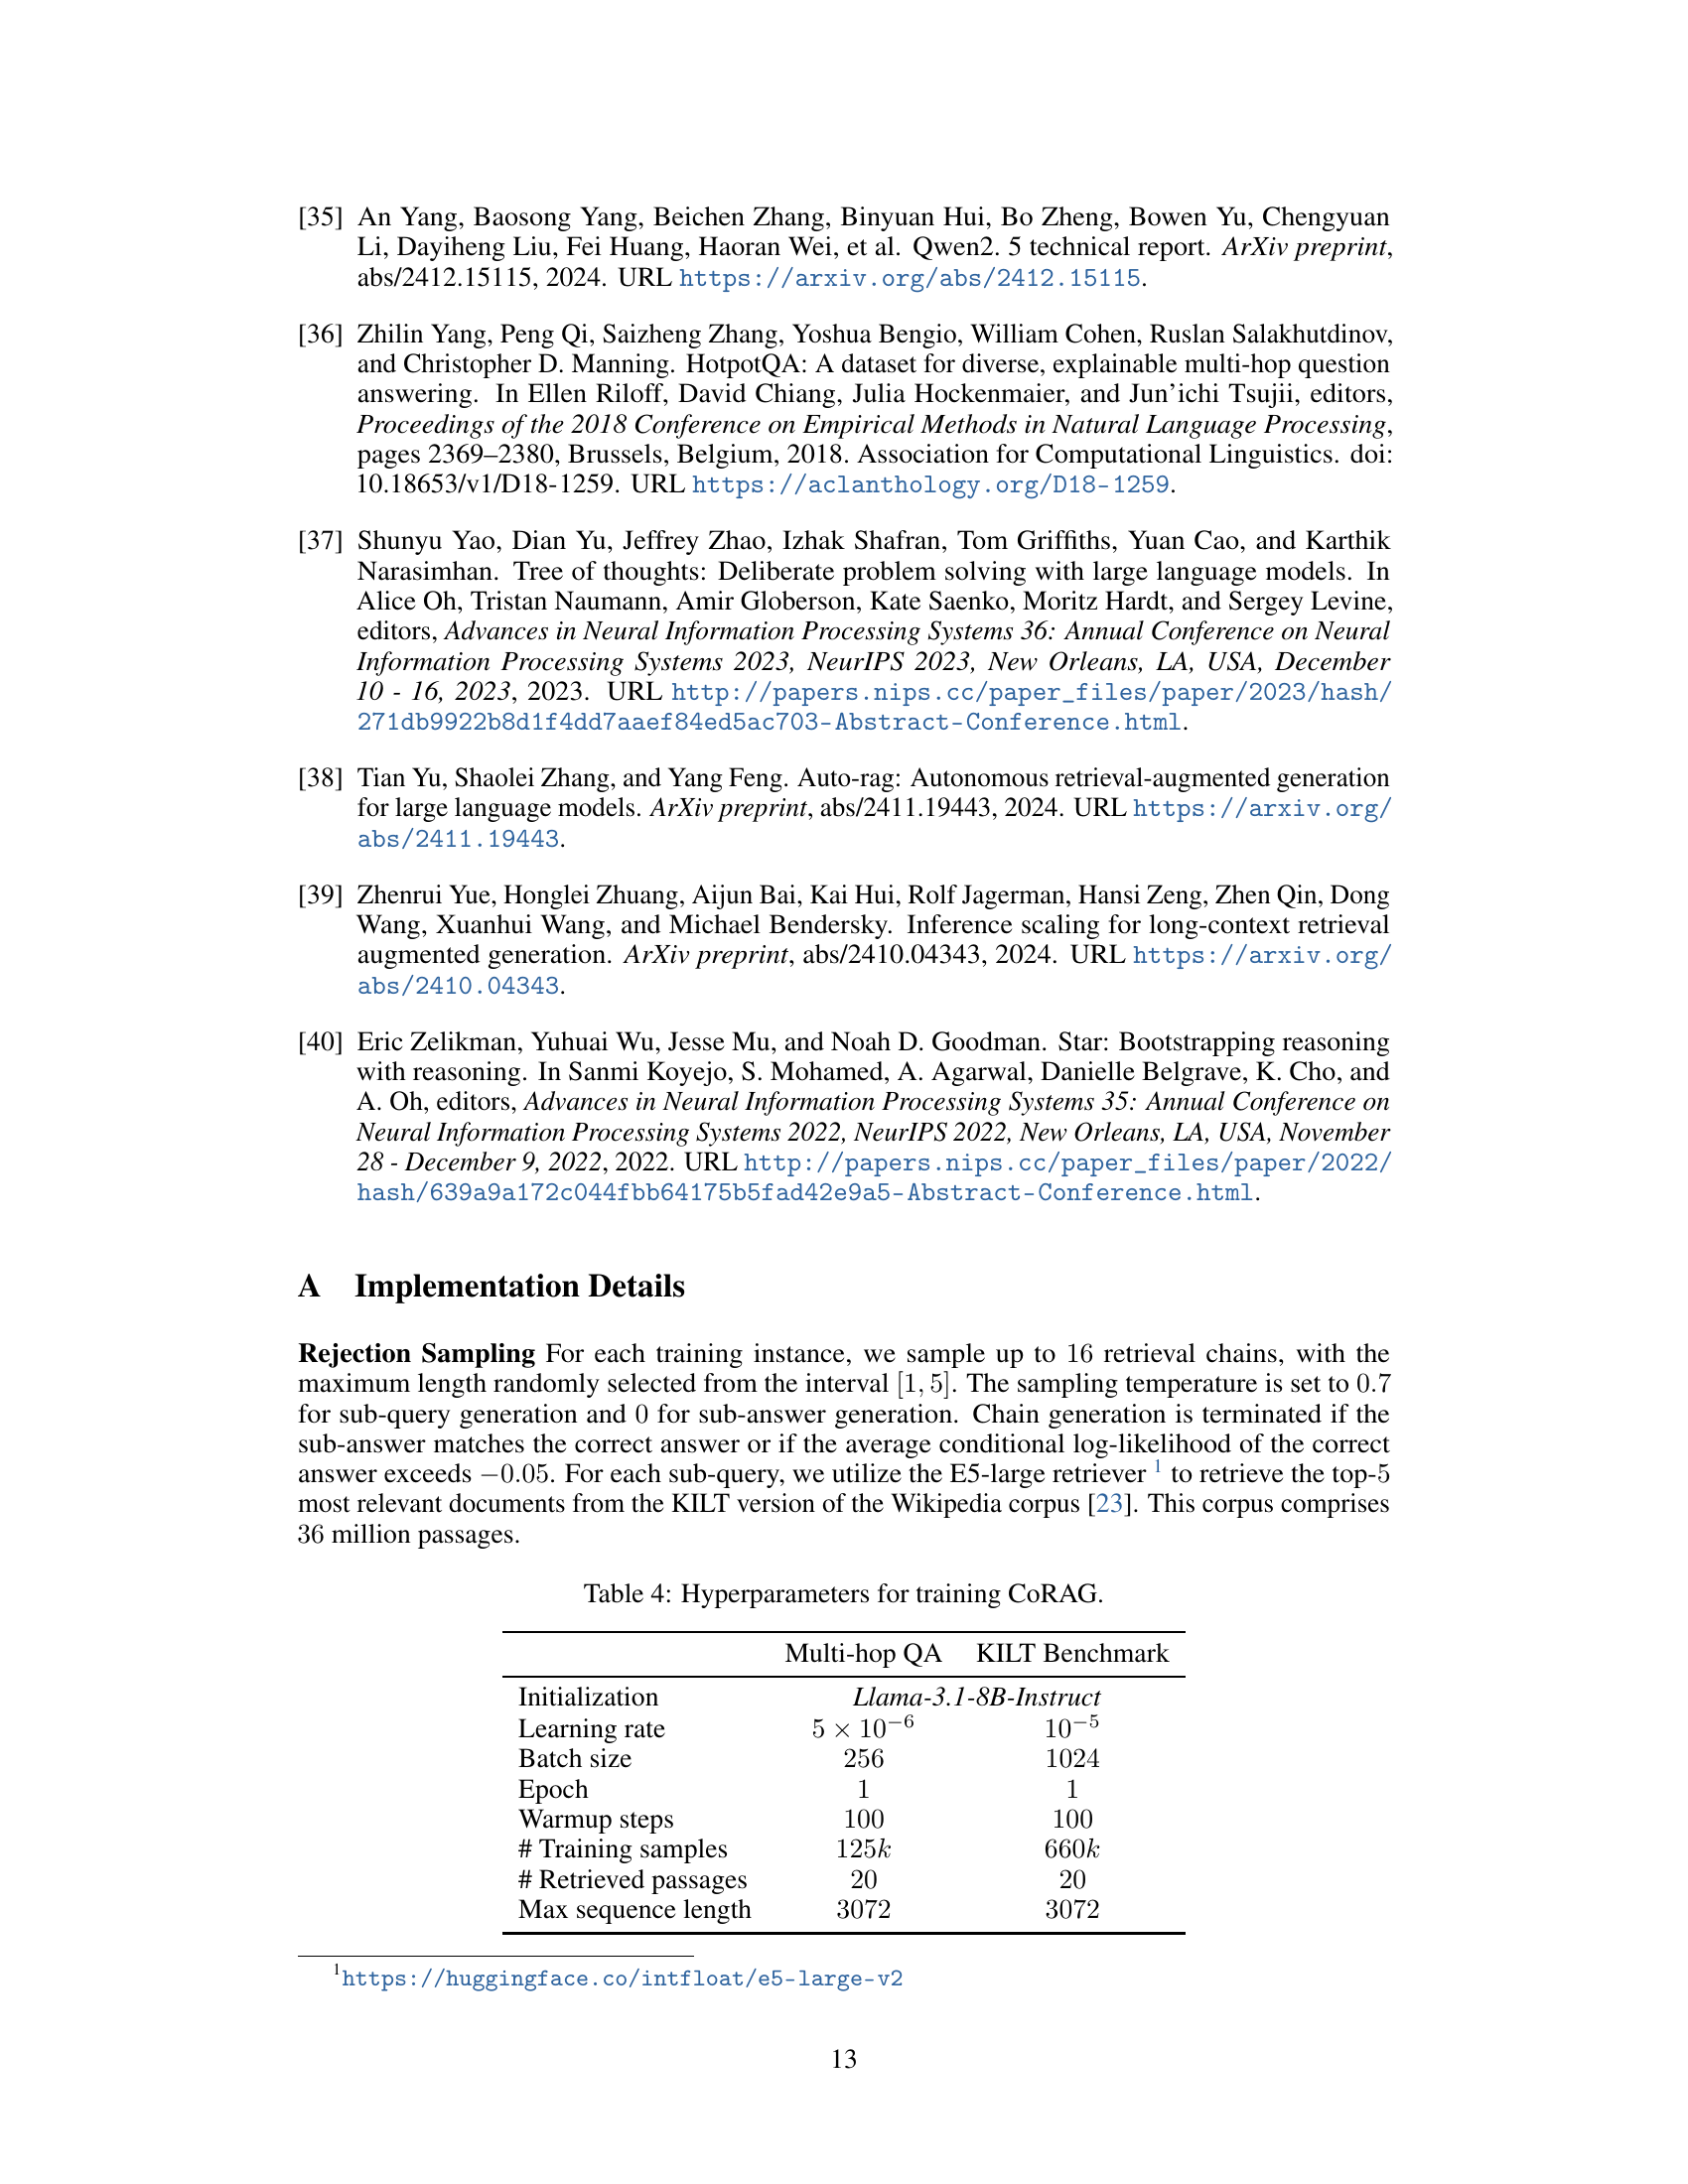 [35] An Yang, Baosong Yang, Beichen Zhang, Binyuan Hui, Bo Zheng, Bowen Yu, Chengyuan
Li, Dayiheng Liu, Fei Huang, Haoran Wei, et al. Qwen2. 5 technical report. ArXiv preprint,
abs/2412.15115, 2024. URL https://arxiv.org/abs/2412.15115.
[36] Zhilin Yang, Peng Qi, Saizheng Zhang, Yoshua Bengio, William Cohen, Ruslan Salakhutdinov,
and Christopher D. Manning. HotpotQA: A dataset for diverse, explainable multi-hop question
answering. In Ellen Riloff, David Chiang, Julia Hockenmaier, and Jun'ichi Tsujii, editors,
Proceedings of the 2018 Conference on Empirical Methods in Natural Language Processing,
pages 2369–2380, Brussels, Belgium, 2018. Association for Computational Linguistics. doi:
10.18653/v1/D18-1259. URL https://aclanthology.org/D18-1259.
[37] Shunyu Yao, Dian Yu, Jeffrey Zhao, Izhak Shafran, Tom Griffiths, Yuan Cao, and Karthik
Narasimhan. Tree of thoughts: Deliberate problem solving with large language models. In
Alice Oh, Tristan Naumann, Amir Globerson, Kate Saenko, Moritz Hardt, and Sergey Levine,
editors, Advances in Neural Information Processing Systems 36: Annual Conference on Neural
Information Processing Systems 2023, NeurIPS 2023, New Orleans, LA, USA, December
10 - 16, 2023, 2023. URL http://papers.nips.cc/paper_files/paper/2023/hash/
271db9922b8d1f4dd7aaef84ed5ac703-Abstract-Conference.html.
[38] Tian Yu, Shaolei Zhang, and Yang Feng. Auto-rag: Autonomous retrieval-augmented generation
for large language models. ArXiv preprint, abs/2411.19443, 2024. URL https://arxiv.org/
abs/2411.19443.
[39] Zhenrui Yue, Honglei Zhuang, Aijun Bai, Kai Hui, Rolf Jagerman, Hansi Zeng, Zhen Qin, Dong
Wang, Xuanhui Wang, and Michael Bendersky. Inference scaling for long-context retrieval
augmented generation. ArXiv preprint, abs/2410.04343, 2024. URL https://arxiv.org/
abs/2410.04343.
[40] Eric Zelikman, Yuhuai Wu, Jesse Mu, and Noah D. Goodman. Star: Bootstrapping reasoning
with reasoning. In Sanmi Koyejo, S. Mohamed, A. Agarwal, Danielle Belgrave, K. Cho, and
A. Oh, editors, Advances in Neural Information Processing Systems 35: Annual Conference on
Neural Information Processing Systems 2022, NeurIPS 2022, New Orleans, LA, USA, November
28 - December 9, 2022, 2022. URL http://papers.nips.cc/paper_files/paper/2022/
hash/639a9a172c044fbb64175b5fad42e9a5-Abstract-Conference.html.
A Implementation Details
Rejection Sampling For each training instance, we sample up to 16 retrieval chains, with the
maximum length randomly selected from the interval [1, 5]. The sampling temperature is set to 0.7
for sub-query generation and 0 for sub-answer generation. Chain generation is terminated if the
sub-answer matches the correct answer or if the average conditional log-likelihood of the correct
answer exceeds −0.05. For each sub-query, we utilize the E5-large retriever ¹ to retrieve the top-5
most relevant documents from the KILT version of the Wikipedia corpus [23]. This corpus comprises
36 million passages.
Table 4: Hyperparameters for training CoRAG.
Multi-hop QA KILT Benchmark
Initialization Llama-3.1-8B-Instruct
Learning rate 5 × 10⁻⁶ 10⁻⁵
Batch size 256 1024
Epoch 1 1
Warmup steps 100 100
# Training samples 125k 660k
# Retrieved passages 20 20
Max sequence length 3072 3072
¹https://huggingface.co/intfloat/e5-large-v2
13